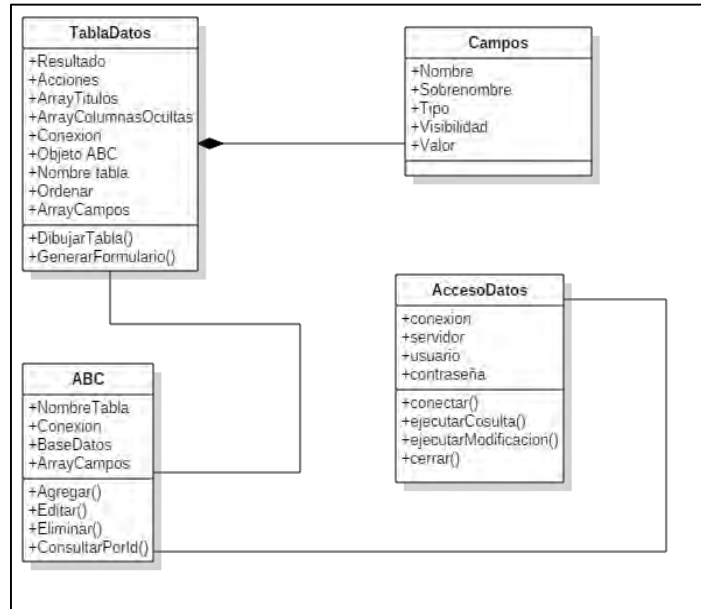 TablaDatos
+Resultado
+Acciones
+ArrayTitulos
+ArrayColumnasOcultas
+Conexion
+Objeto ABC
+Nombre tabla
+Ordenar
+ArrayCampos
+DibujarTabla()
+GenerarFormulario()
Campos
+Nombre
+Sobrenombre
+Tipo
+Visibilidad
+Valor
AccesoDatos
+conexion
+servidor
+usuario
+contraseña
+conectar()
+ejecutarCosulta()
+ejecutarModificacion()
+cerrar()
ABC
+NombreTabla
+Conexion
+BaseDatos
+ArrayCampos
+Agregar()
+Editar()
+Eliminar()
+ConsultarPorId()